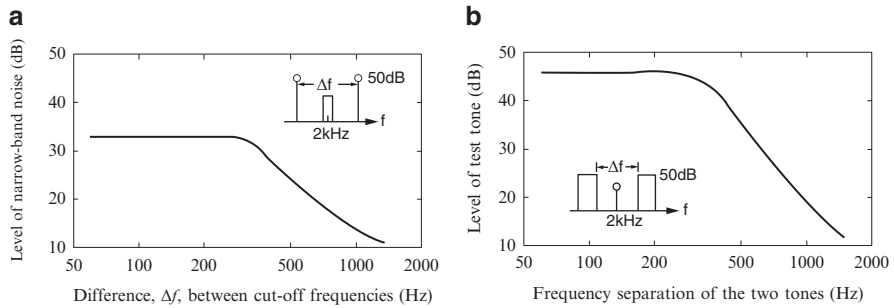 a
Level of narrow-band noise (dB)
50
40
30
20
10
50
100
200
500
1000
2000
Δf
50dB
f
2kHz
Difference, Δf, between cut-off frequencies (Hz)
b
Level of test tone (dB)
50
40
30
20
10
50
100
200
500
1000
2000
Δf
50dB
f
2kHz
Frequency separation of the two tones (Hz)